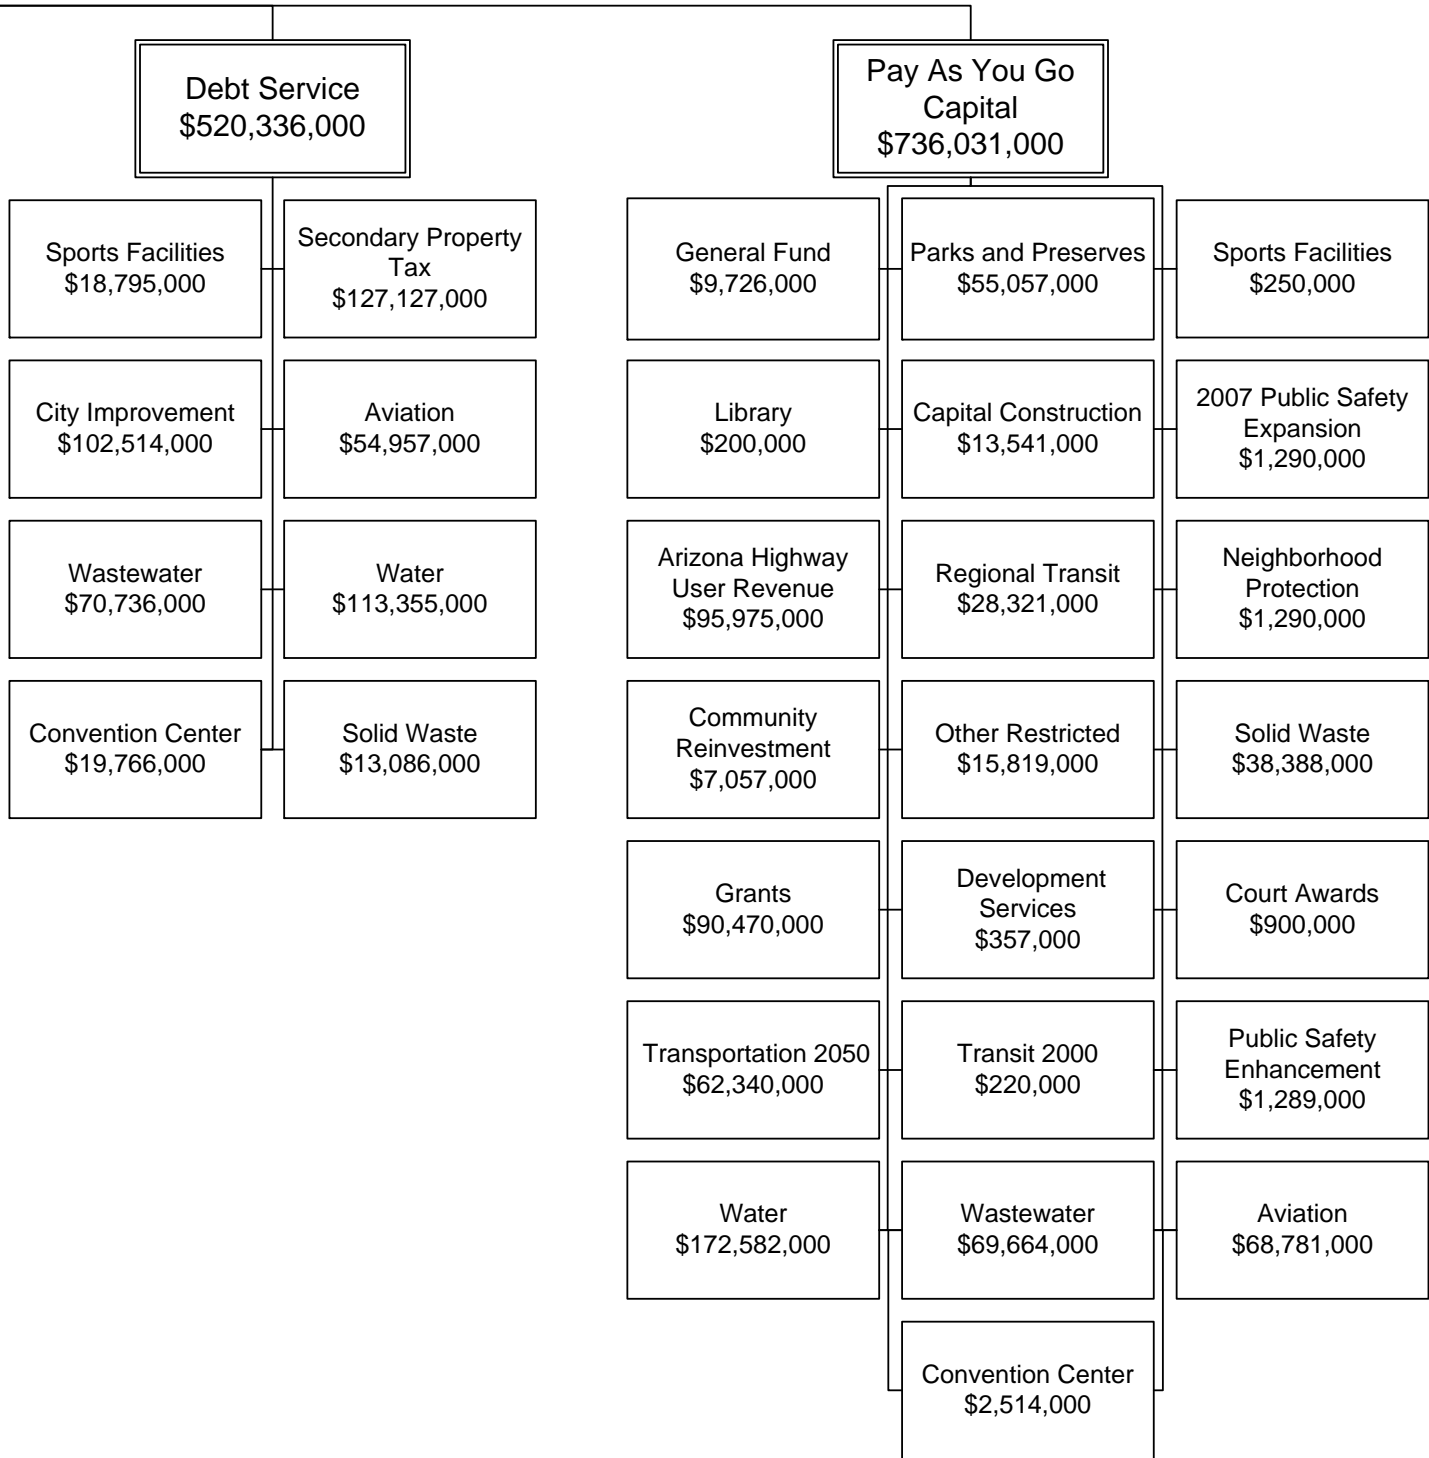 Debt Service
$520,336,000
Pay As You Go
Capital
$736,031,000
Sports Facilities
$18,795,000
Secondary Property
Tax
$127,127,000
City Improvement
$102,514,000
Aviation
$54,957,000
Wastewater
$70,736,000
Water
$113,355,000
Convention Center
$19,766,000
Solid Waste
$13,086,000
General Fund
$9,726,000
Parks and Preserves
$55,057,000
Sports Facilities
$250,000
Library
$200,000
Capital Construction
$13,541,000
2007 Public Safety
Expansion
$1,290,000
Arizona Highway
User Revenue
$95,975,000
Regional Transit
$28,321,000
Neighborhood
Protection
$1,290,000
Community
Reinvestment
$7,057,000
Other Restricted
$15,819,000
Solid Waste
$38,388,000
Grants
$90,470,000
Development
Services
$357,000
Court Awards
$900,000
Transportation 2050
$62,340,000
Transit 2000
$220,000
Public Safety
Enhancement
$1,289,000
Water
$172,582,000
Wastewater
$69,664,000
Aviation
$68,781,000
Convention Center
$2,514,000